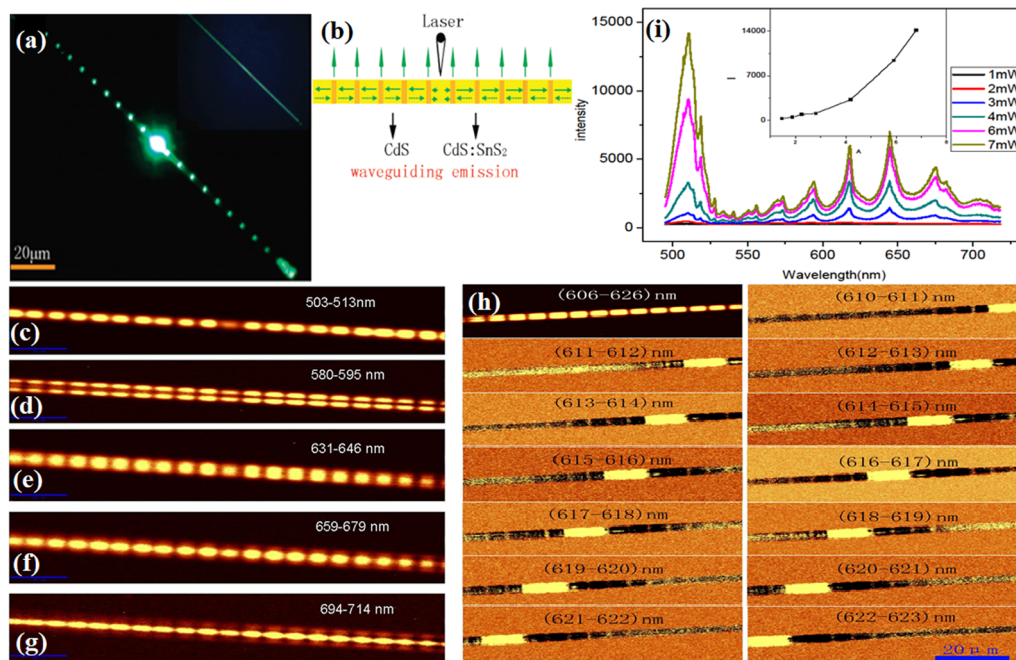 (a)
20μm
(b)
Laser
CdS
CdS:SnS₂
waveguiding emission
(i)
15000
10000
5000
0
intensity
500
550
600
650
700
Wavelength(nm)
14000
7000
0
I
2
4
6
8
A
1mW
2mW
3mW
4mW
6mW
7mW
(c)
503-513nm
(d)
580-595 nm
(e)
631-646 nm
(f)
659-679 nm
(g)
694-714 nm
(h)
(606-626)nm
(610-611)nm
(611-612)nm
(612-613)nm
(613-614)nm
(614-615)nm
(615-616)nm
(616-617)nm
(617-618)nm
(618-619)nm
(619-620)nm
(620-621)nm
(621-622)nm
(622-623)nm
20μm